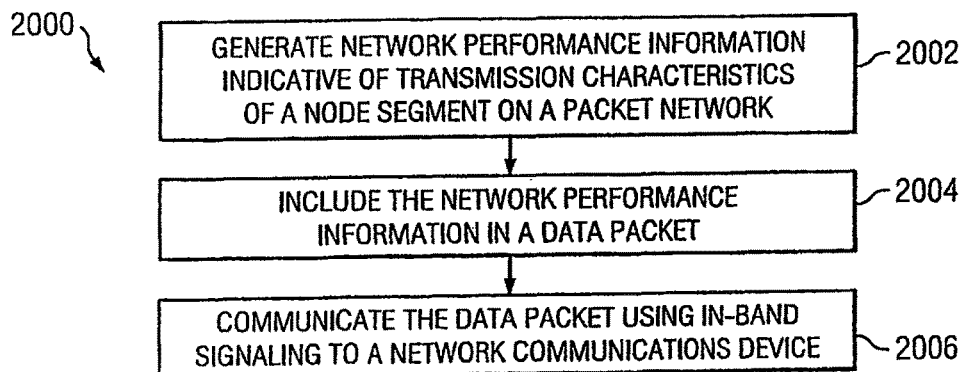 2000
GENERATE NETWORK PERFORMANCE INFORMATION
INDICATIVE OF TRANSMISSION CHARACTERISTICS
OF A NODE SEGMENT ON A PACKET NETWORK
2002
INCLUDE THE NETWORK PERFORMANCE
INFORMATION IN A DATA PACKET
2004
COMMUNICATE THE DATA PACKET USING IN-BAND
SIGNALING TO A NETWORK COMMUNICATIONS DEVICE
2006